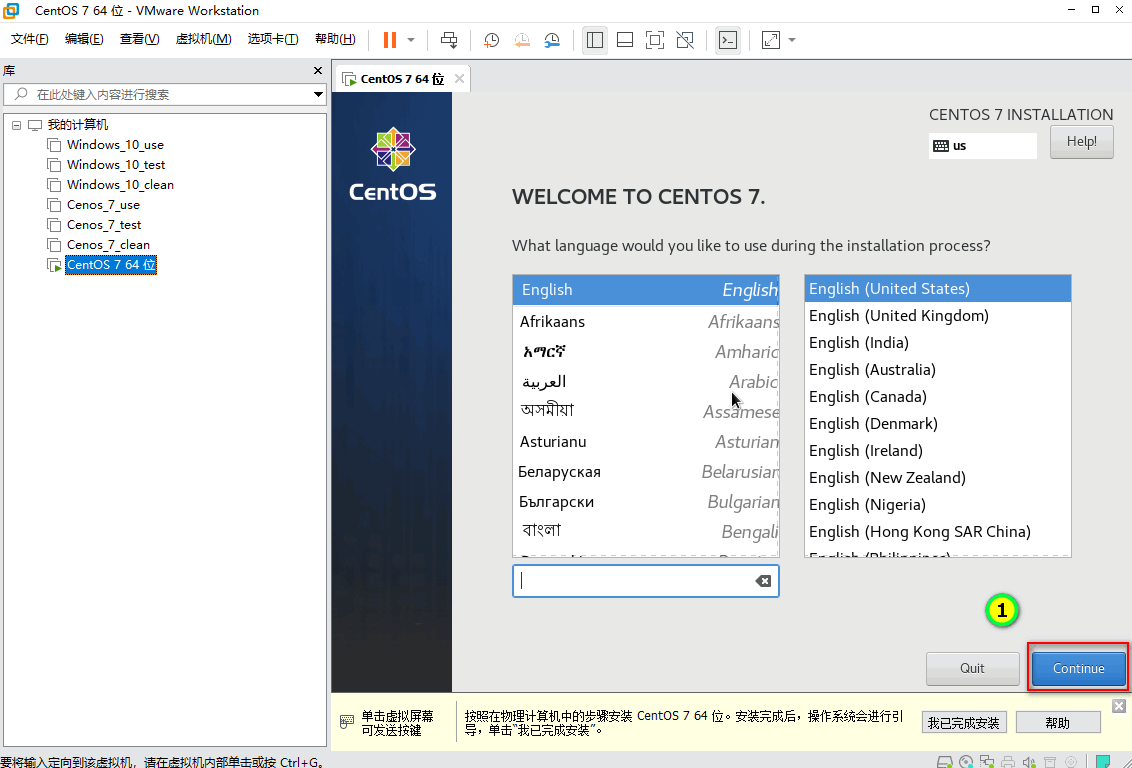 CentOS 7 64 位 - VMware Workstation
文件(F) 编辑(E) 查看(V) 虚拟机(M) 选项卡(T) 帮助(H)
库
在此处键入内容进行搜索
我的计算机
Windows_10_use
Windows_10_test
Windows_10_clean
Cenos_7_use
Cenos_7_test
Cenos_7_clean
CentOS 7 64 位
CentOS 7 64 位
CentOS
CENTOS 7 INSTALLATION
us
Help!
WELCOME TO CENTOS 7.
What language would you like to use during the installation process?
English English
Afrikaans Afrikaans
አማርኛ Amharic
العربية Arabic
অসমীয়া Assamese
Asturianu Asturian
Беларуская Belarusian
Български Bulgarian
বাংলা Bengali
English (United States)
English (United Kingdom)
English (India)
English (Australia)
English (Canada)
English (Denmark)
English (Ireland)
English (New Zealand)
English (Nigeria)
English (Hong Kong SAR China)
English (Philippines)
1
Quit
Continue
单击虚拟屏幕
可发送按键
按照在物理计算机中的步骤安装 CentOS 7 64 位。安装完成后，操作系统会进行引
导，单击“我已完成安装”。
我已完成安装
帮助
要将输入定向到该虚拟机，请在虚拟机内部单击或按 Ctrl+G。